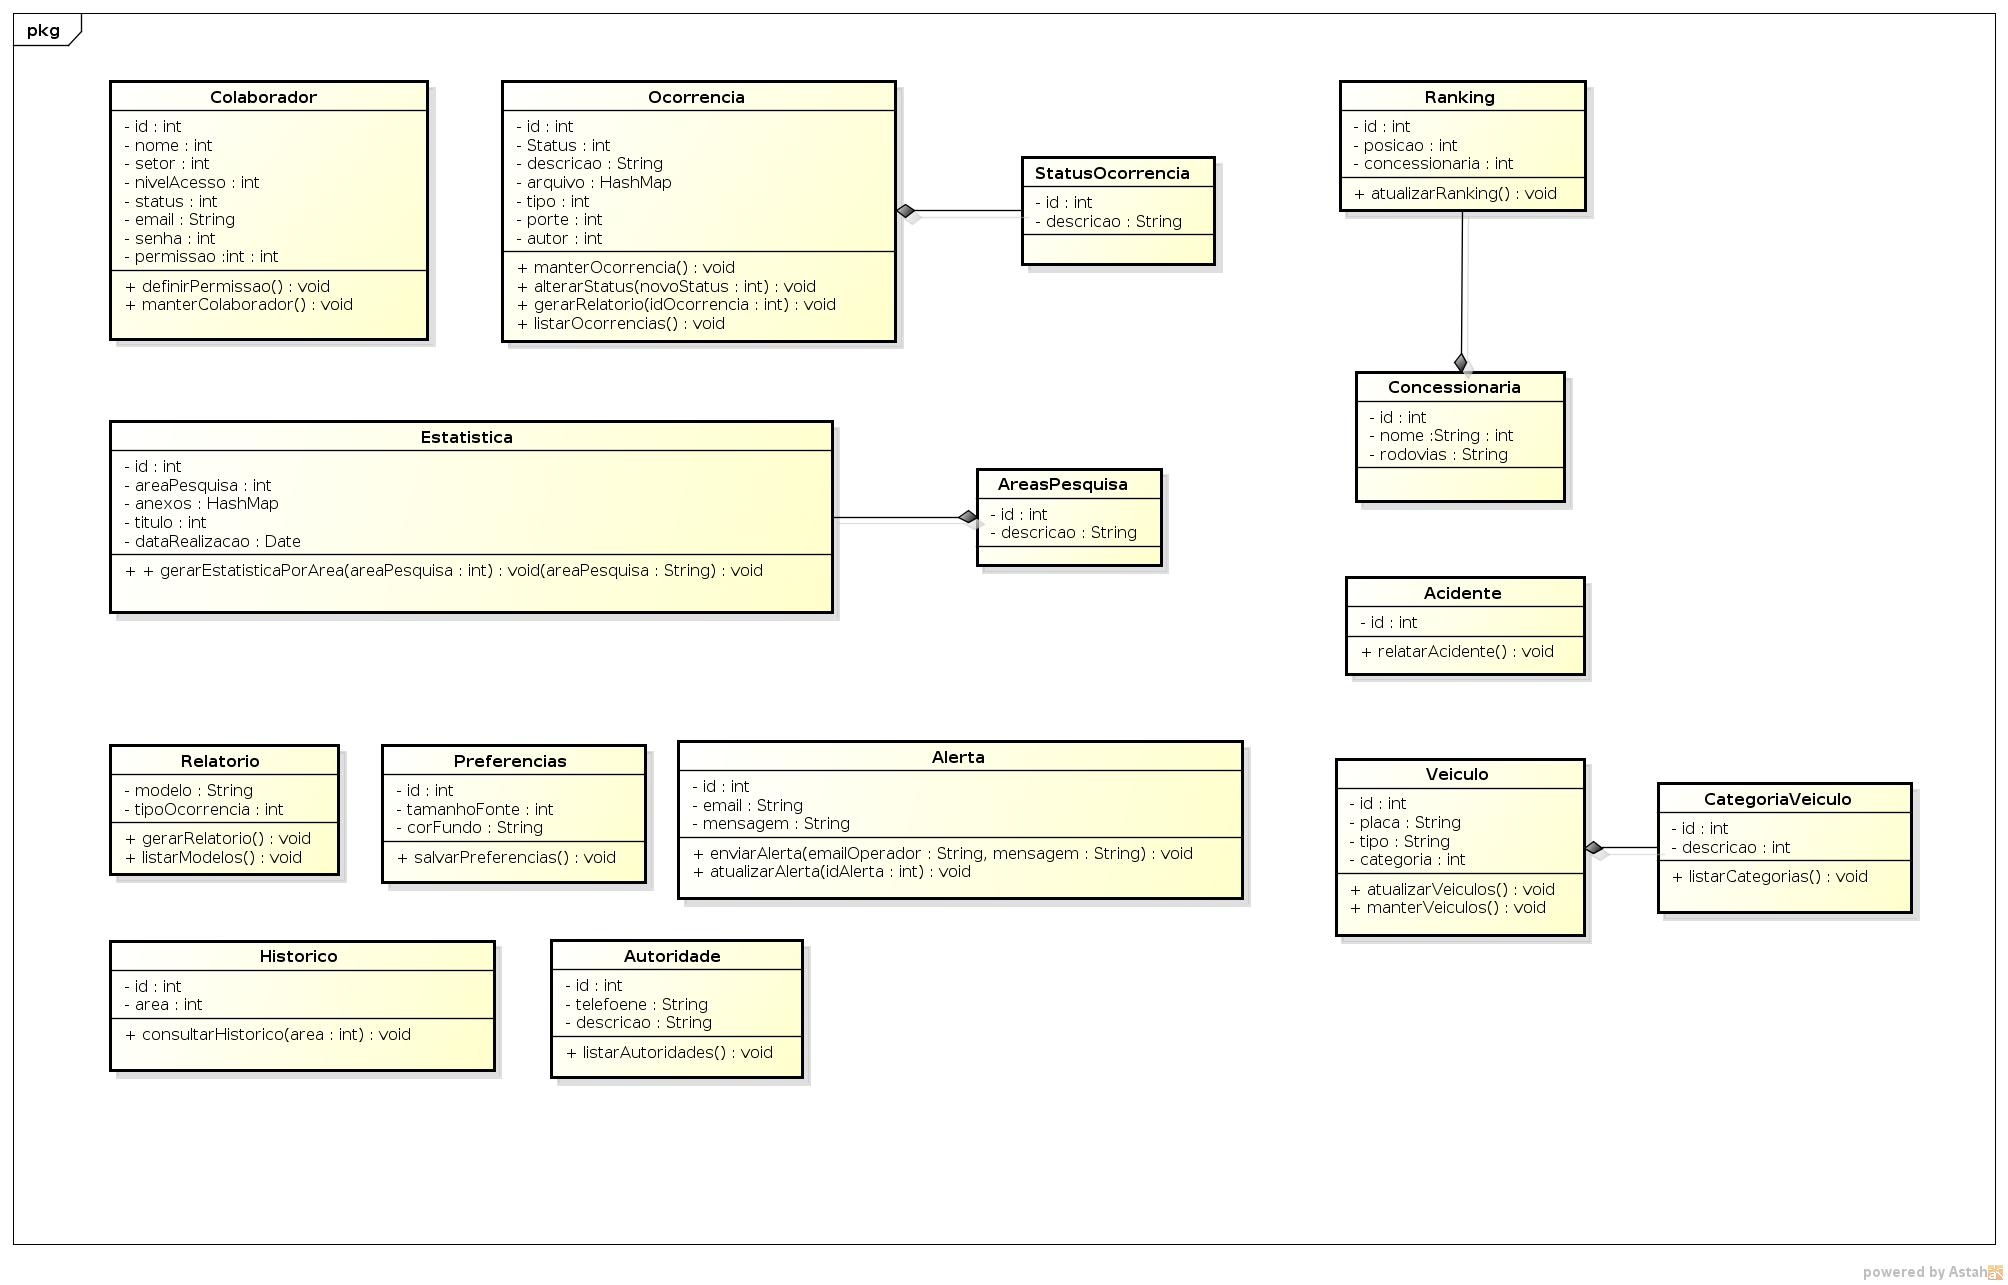 pkg
Colaborador
- id : int
- nome : int
- setor : int
- nivelAcesso : int
- status : int
- email : String
- senha : int
- permissao :int : int
+ definirPermissao() : void
+ manterColaborador() : void
Ocorrencia
- id : int
- Status : int
- descricao : String
- arquivo : HashMap
- tipo : int
- porte : int
- autor : int
+ manterOcorrencia() : void
+ alterarStatus(novoStatus : int) : void
+ gerarRelatorio(idOcorrencia : int) : void
+ listarOcorrencias() : void
StatusOcorrencia
- id : int
- descricao : String
Ranking
- id : int
- posicao : int
- concessionaria : int
+ atualizarRanking() : void
Concessionaria
- id : int
- nome :String : int
- rodovias : String
Estatistica
- id : int
- areaPesquisa : int
- anexos : HashMap
- titulo : int
- dataRealizacao : Date
+ + gerarEstatisticaPorArea(areaPesquisa : int) : void(areaPesquisa : String) : void
AreasPesquisa
- id : int
- descricao : String
Acidente
- id : int
+ relatarAcidente() : void
Relatorio
- modelo : String
- tipoOcorrencia : int
+ gerarRelatorio() : void
+ listarModelos() : void
Preferencias
- id : int
- tamanhoFonte : int
- corFundo : String
+ salvarPreferencias() : void
Alerta
- id : int
- email : String
- mensagem : String
+ enviarAlerta(emailOperador : String, mensagem : String) : void
+ atualizarAlerta(idAlerta : int) : void
Veiculo
- id : int
- placa : String
- tipo : String
- categoria : int
+ atualizarVeiculos() : void
+ manterVeiculos() : void
CategoriaVeiculo
- id : int
- descricao : int
+ listarCategorias() : void
Historico
- id : int
- area : int
+ consultarHistorico(area : int) : void
Autoridade
- id : int
- telefoene : String
- descricao : String
+ listarAutoridades() : void
powered by Astah